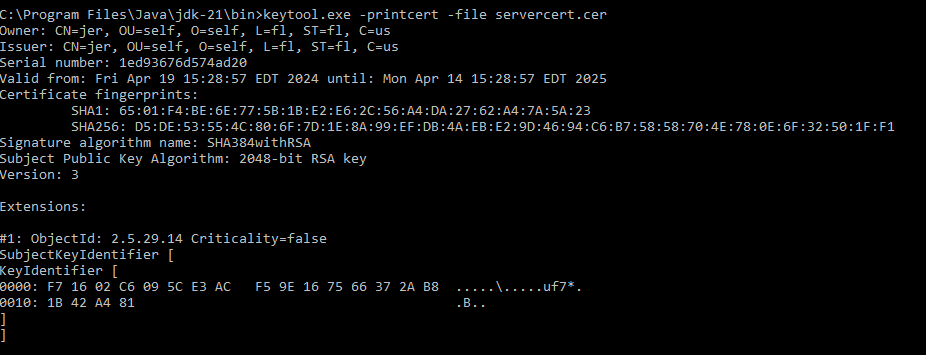 C:\Program Files\Java\jdk-21\bin>keytool.exe -printcert -file servercert.cer
Owner: CN=jer, OU=self, O=self, L=fl, ST=fl, C=us
Issuer: CN=jer, OU=self, O=self, L=fl, ST=fl, C=us
Serial number: 1ed93676d574ad20
Valid from: Fri Apr 19 15:28:57 EDT 2024 until: Mon Apr 14 15:28:57 EDT 2025
Certificate fingerprints:
         SHA1: 65:01:F4:BE:6E:77:5B:1B:E2:E6:2C:56:A4:DA:27:62:A4:7A:5A:23
         SHA256: D5:DE:53:55:4C:80:6F:7D:1E:8A:99:EF:DB:4A:EB:E2:9D:46:94:C6:B7:58:58:70:4E:78:0E:6F:32:50:1F:F1
Signature algorithm name: SHA384withRSA
Subject Public Key Algorithm: 2048-bit RSA key
Version: 3

Extensions:

#1: ObjectId: 2.5.29.14 Criticality=false
SubjectKeyIdentifier [
KeyIdentifier [
0000: F7 16 02 C6 09 5C E3 AC   F5 9E 16 75 66 37 2A B8  .....\.....uf7*.
0010: 1B 42 A4 81                                        .B..
]
]